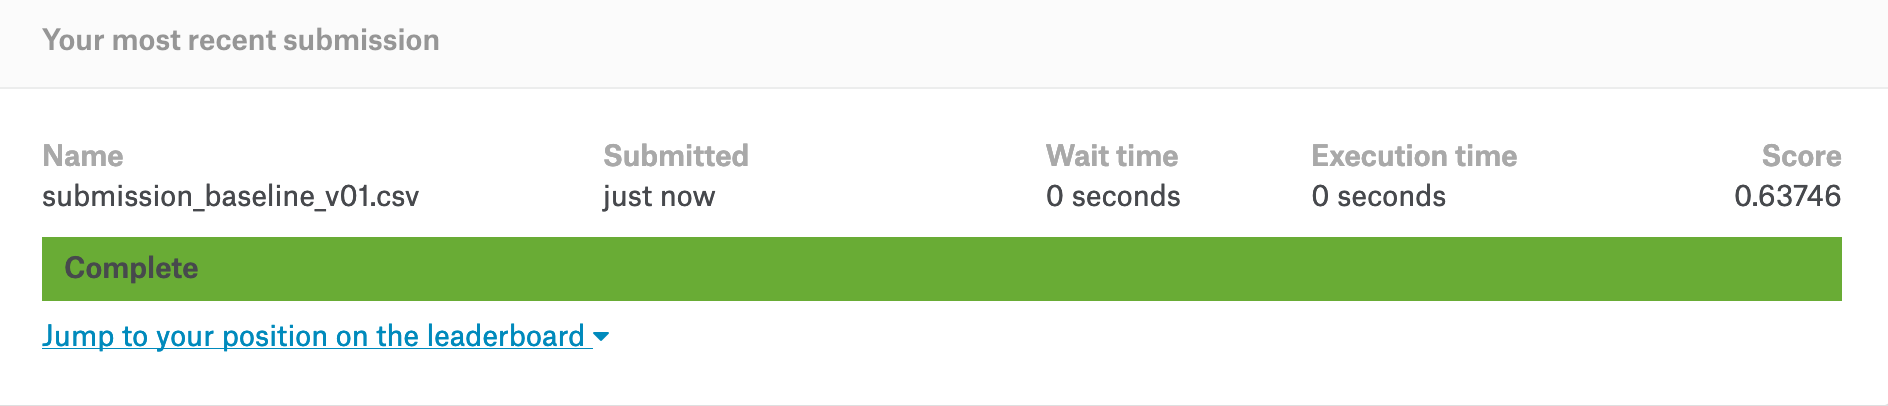 Your most recent submission
Name Submitted Wait time Execution time Score
submission_baseline_v01.csv just now 0 seconds 0 seconds 0.63746
Complete
Jump to your position on the leaderboard